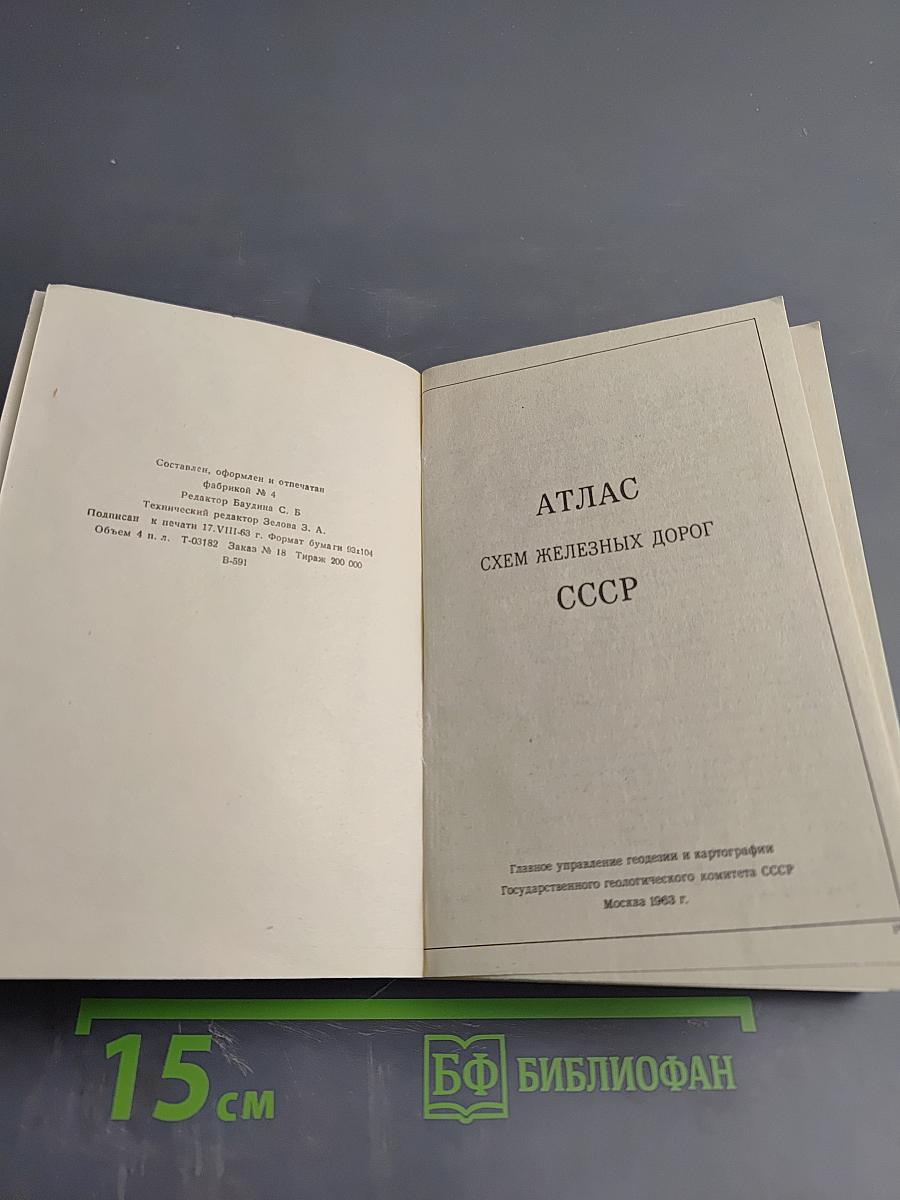 Составлен, оформлен и отпечатан
фабрикой № 4
Редактор Баудина С. Б
Технический редактор Зелова З. А.
Подписан к печати 17.VIII-63 г. Формат бумаги 93х104
Объем 4 п. л. Т-03182 Заказ № 18 Тираж 200 000
В-591
АТЛАС
СХЕМ ЖЕЛЕЗНЫХ ДОРОГ
СССР
Главное управление геодезии и картографии
Государственного геологического комитета СССР
Москва 1963 г.
15 см
БФ БИБЛИОФАН